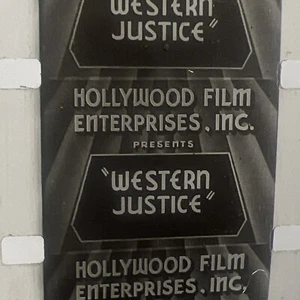 WESTERN
JUSTICE"
HOLLYWOOD FILM
ENTERPRISES, INC.
PRESENTS
"WESTERN
JUSTICE"
HOLLYWOOD FILM
ENTERPRISES, INC,